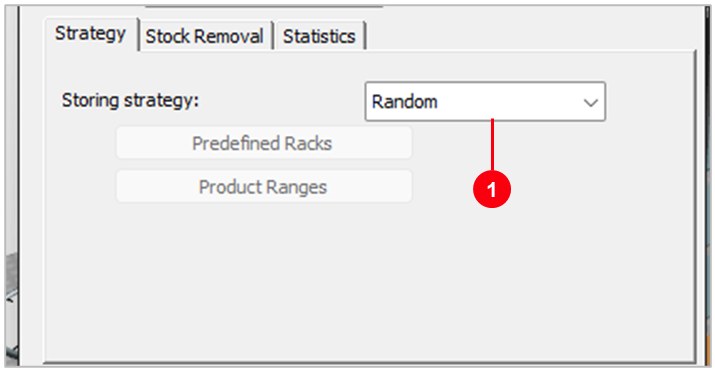 Strategy Stock Removal Statistics
Storing strategy: Random
Predefined Racks
Product Ranges
1